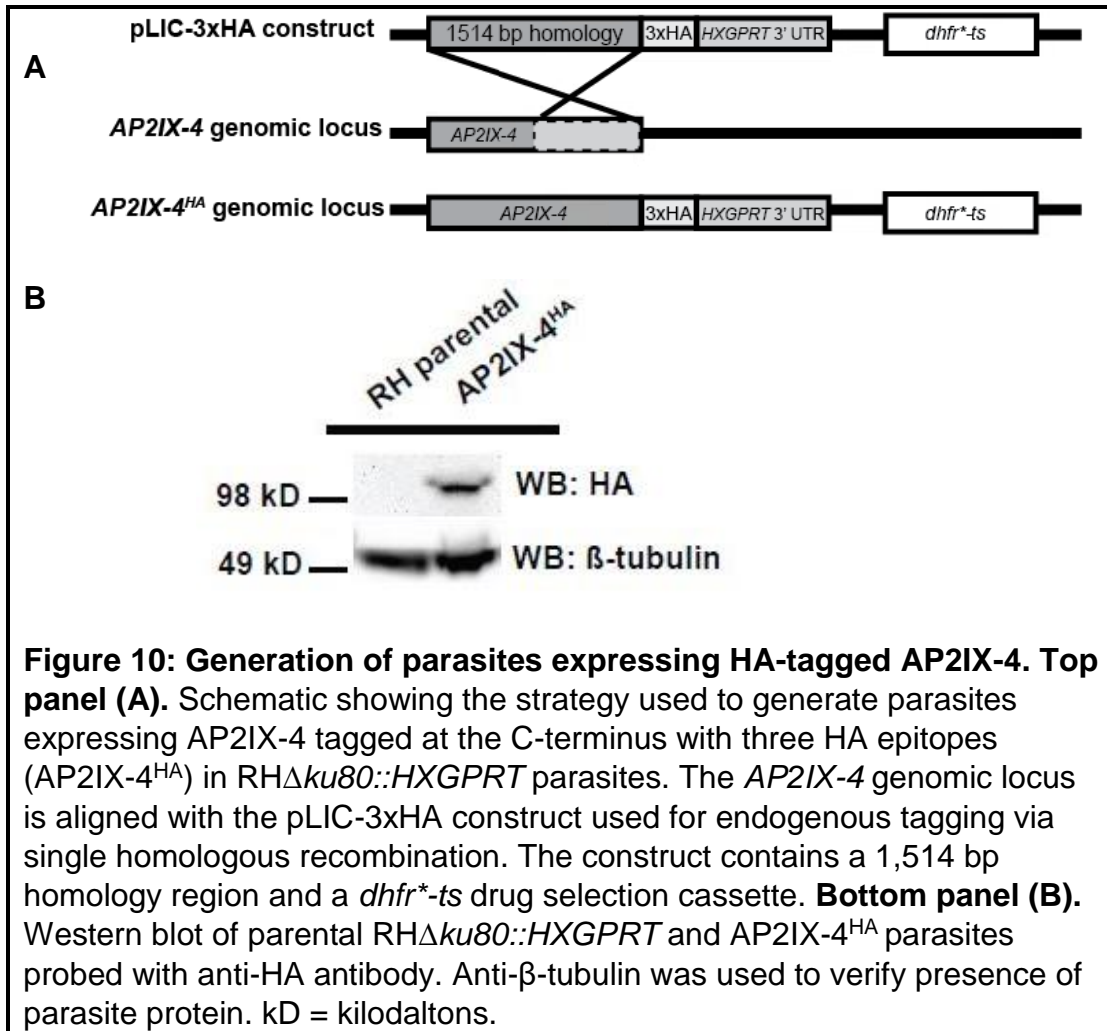 pLIC-3xHA construct
1514 bp homology 3xHA HXGPRT 3' UTR dhfr*-ts
A
AP2IX-4 genomic locus
AP2IX-4
AP2IX-4ᴴᴬ genomic locus
AP2IX-4 3xHA HXGPRT 3' UTR dhfr*-ts
B
RH parental
AP2IX-4ᴴᴬ
98 kD WB: HA
49 kD WB: ß-tubulin
Figure 10: Generation of parasites expressing HA-tagged AP2IX-4. Top
panel (A). Schematic showing the strategy used to generate parasites
expressing AP2IX-4 tagged at the C-terminus with three HA epitopes
(AP2IX-4ᴴᴬ) in RHΔku80::HXGPRT parasites. The AP2IX-4 genomic locus
is aligned with the pLIC-3xHA construct used for endogenous tagging via
single homologous recombination. The construct contains a 1,514 bp
homology region and a dhfr*-ts drug selection cassette. Bottom panel (B).
Western blot of parental RHΔku80::HXGPRT and AP2IX-4ᴴᴬ parasites
probed with anti-HA antibody. Anti-β-tubulin was used to verify presence of
parasite protein. kD = kilodaltons.